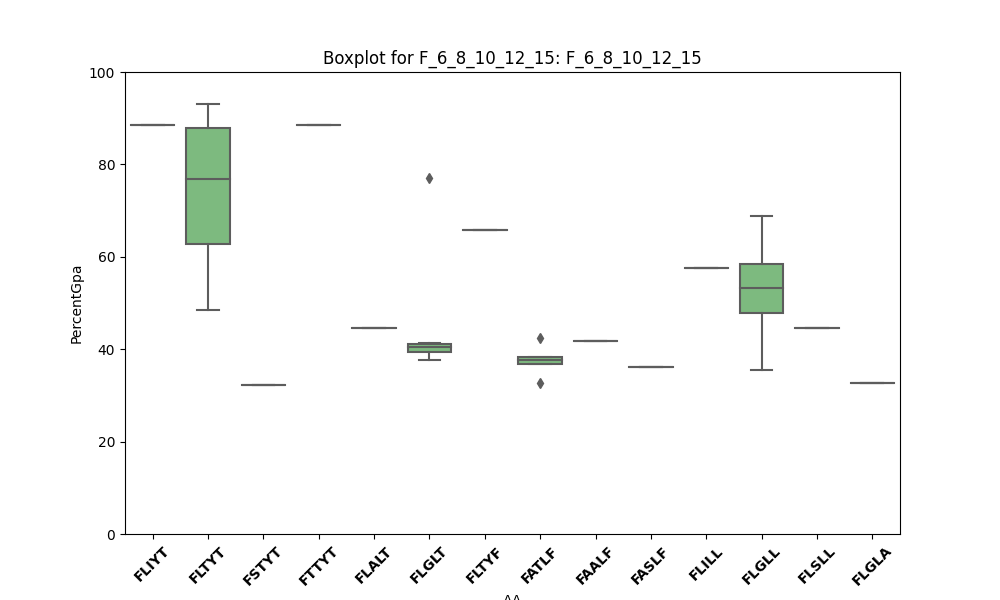 Boxplot for F_6_8_10_12_15: F_6_8_10_12_15
PercentGpa
100
80
60
40
20
0
FLIYT
FLTYT
FSTYT
FTTYT
FLALT
FLGLT
FLTYF
FATLF
FAALF
FASLF
FLILL
FLGLL
FLSLL
FLGLA
AA